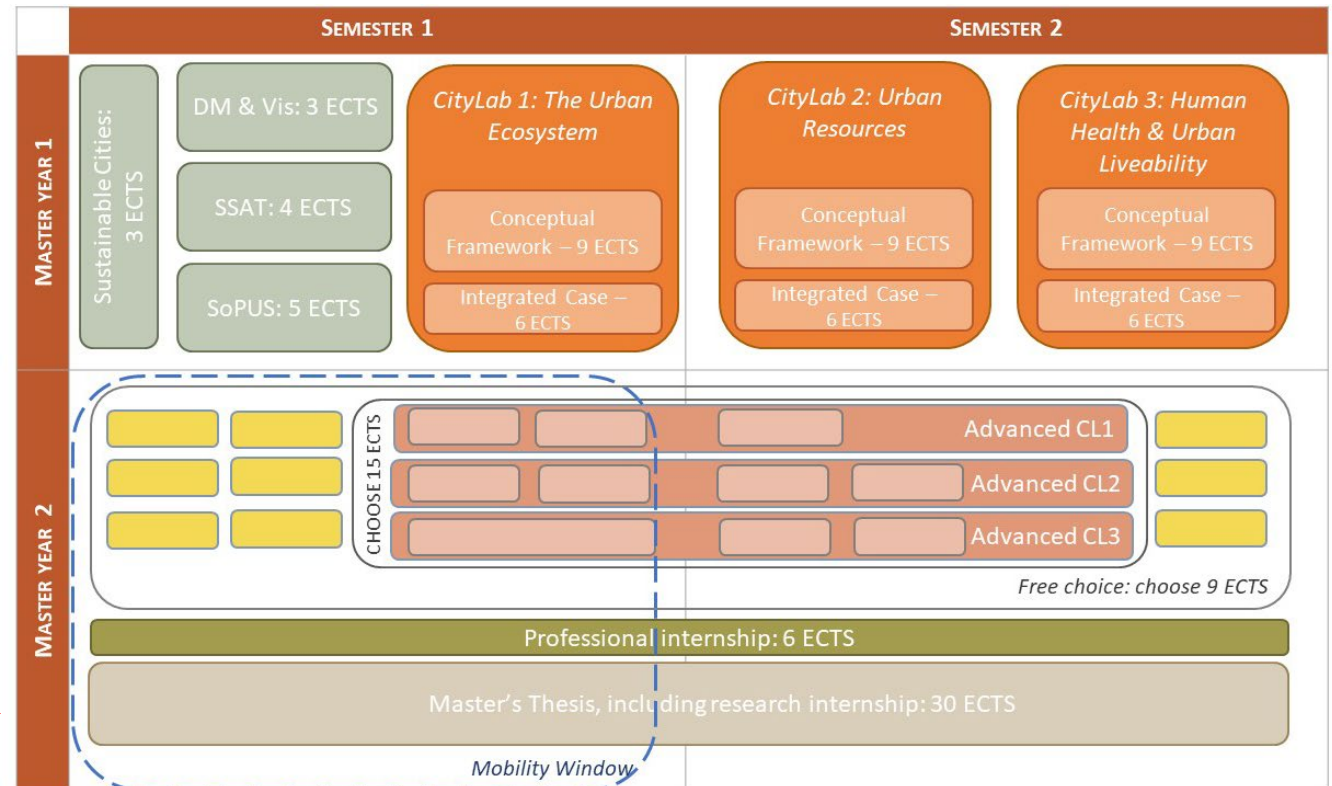 SEMESTER 1
SEMESTER 2
MASTER YEAR 1
Sustainable Cities:
3 ECTS
DM & Vis: 3 ECTS
SSAT: 4 ECTS
SoPUS: 5 ECTS
CityLab 1: The Urban
Ecosystem
Conceptual
Framework – 9 ECTS
Integrated Case –
6 ECTS
CityLab 2: Urban
Resources
Conceptual
Framework – 9 ECTS
Integrated Case –
6 ECTS
CityLab 3: Human
Health & Urban
Liveability
Conceptual
Framework – 9 ECTS
Integrated Case –
6 ECTS
MASTER YEAR 2
CHOOSE 15 ECTS
Advanced CL1
Advanced CL2
Advanced CL3
Free choice: choose 9 ECTS
Professional internship: 6 ECTS
Master's Thesis, including research internship: 30 ECTS
Mobility Window